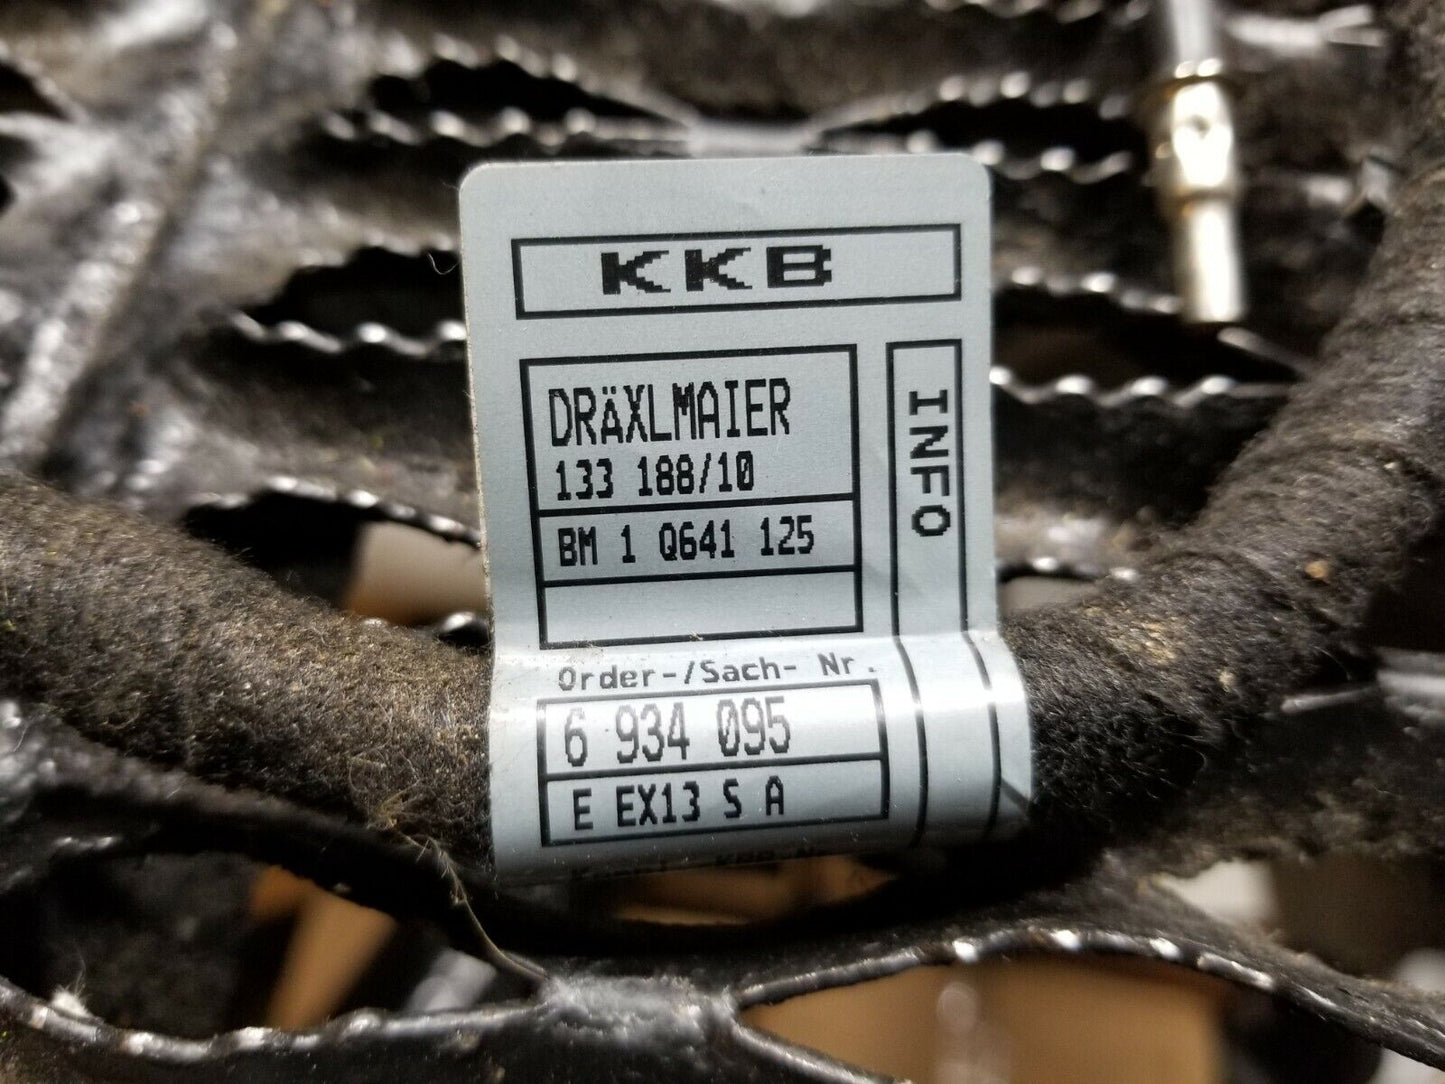 KKB
DRÄXLMAIER
133 188/10
BM 1 Q641 125
INFO
Order-/Sach- Nr.
6 934 095
E EX13 S A